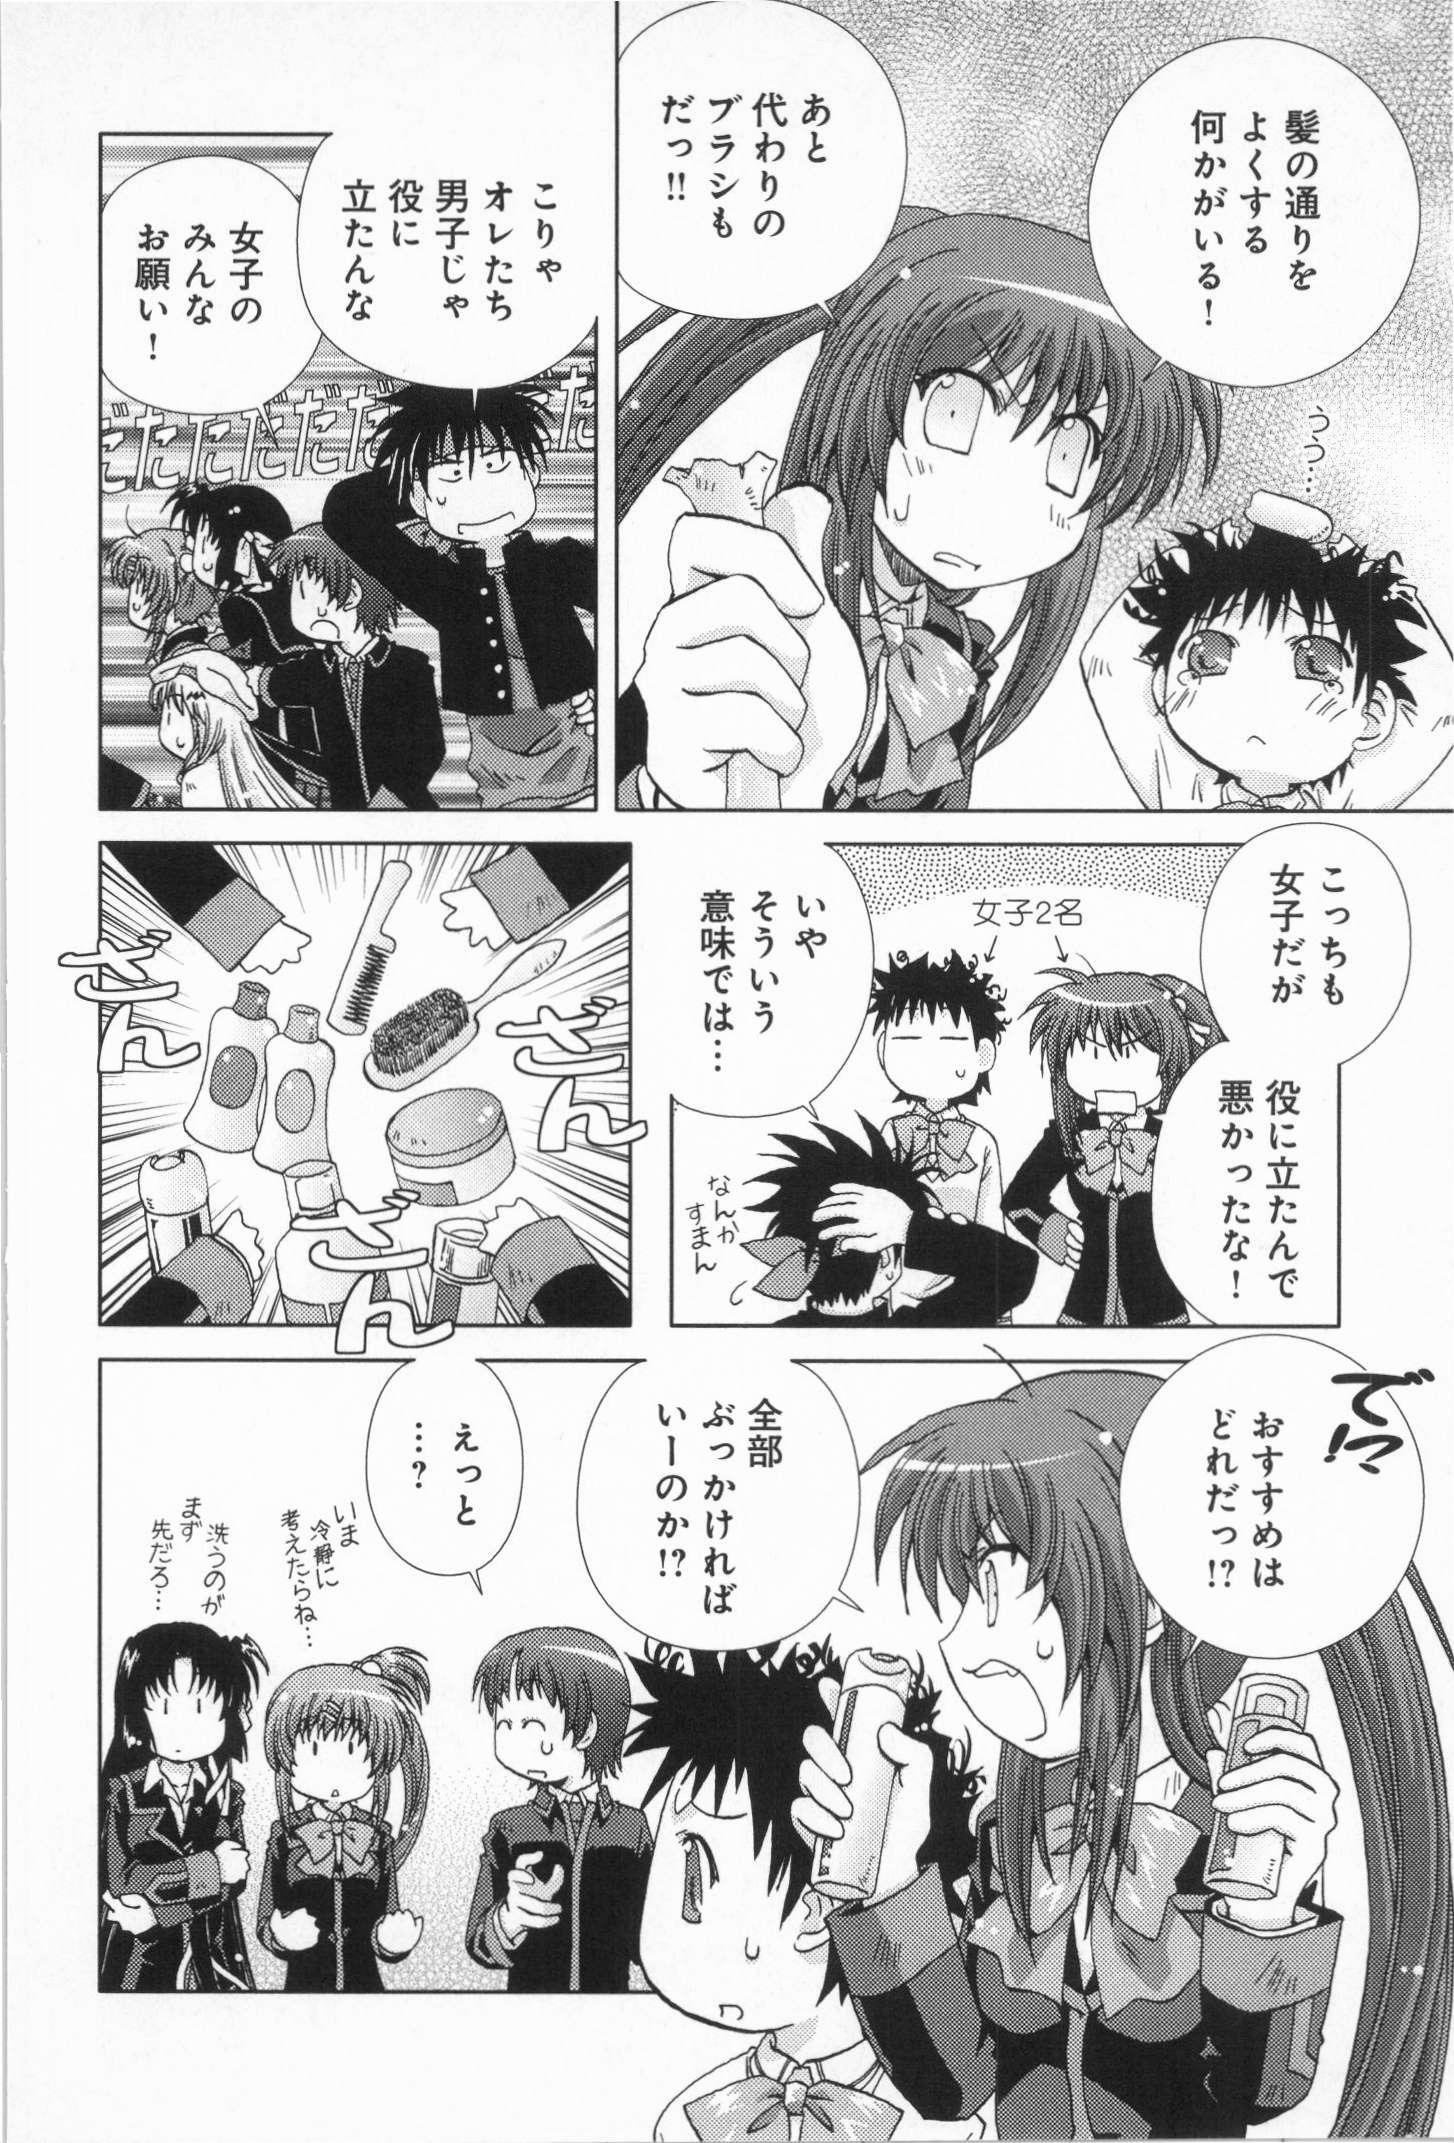 髪の通りを
よくする
何かがいる！
あと
代わりの
ブラシも
だっ!!
うう…
こりゃ
オレたち
男子じゃ
役に
立たんな
女子の
みんな
お願い！
こっちも
女子だが
役に立たんで
悪かったな！
女子2名
いや
そういう
意味では…
なんか
すまん
ざん
ざん
ざん
で!?
おすすめは
どれだっ!?
全部
ぶっかければ
いーのか!?
えっと
…？
いま
冷静に
考えたらね…
洗うのが
まず
先だろ…